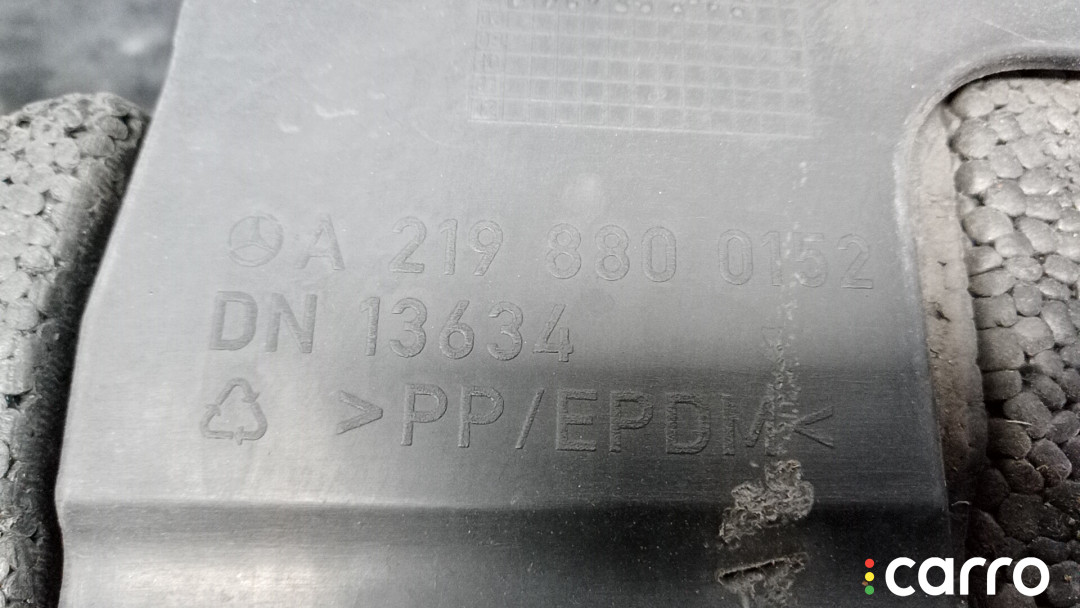 A 219 880 0152
DN 13634
>PP/EPDM<
carro